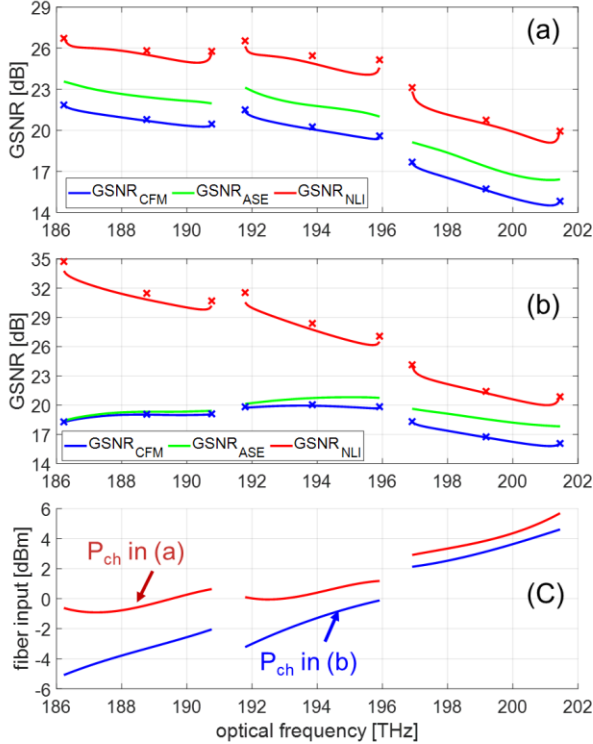 29
26
23
20
17
14
GSNR [dB]
(a)
GSNR_CFM GSNR_ASE GSNR_NLI
186 188 190 192 194 196 198 200 202
35
32
29
26
23
20
17
14
GSNR [dB]
(b)
GSNR_CFM GSNR_ASE GSNR_NLI
186 188 190 192 194 196 198 200 202
6
4
2
0
-2
-4
-6
fiber input [dBm]
(C)
P_ch in (a)
P_ch in (b)
186 188 190 192 194 196 198 200 202
optical frequency [THz]